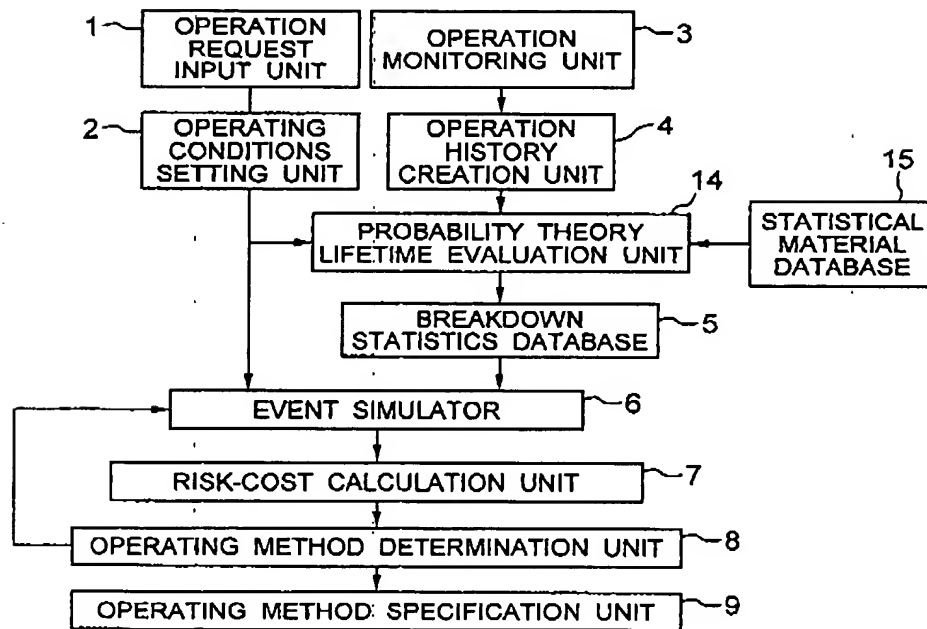 1
OPERATION
REQUEST
INPUT UNIT
OPERATION
MONITORING UNIT
3
2
OPERATING
CONDITIONS
SETTING UNIT
OPERATION
HISTORY
CREATION UNIT
4
14
PROBABILITY THEORY
LIFETIME EVALUATION UNIT
15
STATISTICAL
MATERIAL
DATABASE
BREAKDOWN
STATISTICS DATABASE
5
EVENT SIMULATOR
6
RISK-COST CALCULATION UNIT
7
OPERATING METHOD DETERMINATION UNIT
8
OPERATING METHOD SPECIFICATION UNIT
9